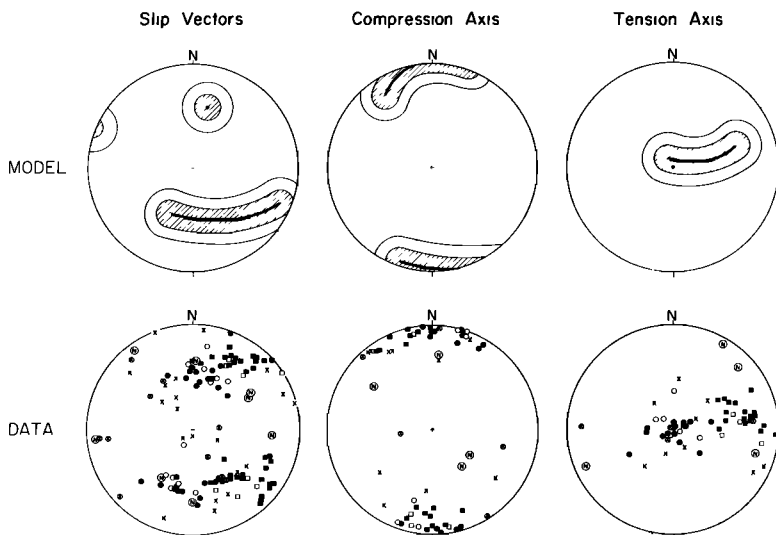 Slip Vectors Compression Axis Tension Axis
N N N
MODEL
N N N
DATA